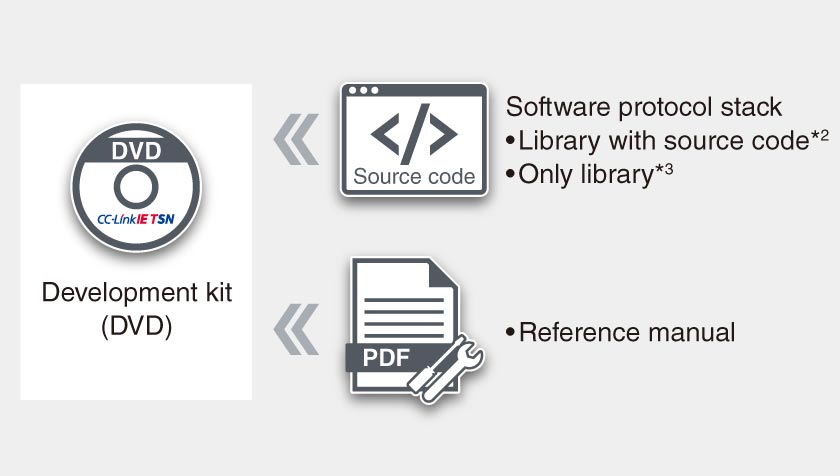 DVD
CC-Link IE TSN
Development kit
(DVD)
Source code
Software protocol stack
•Library with source code*2
•Only library*3
PDF
•Reference manual